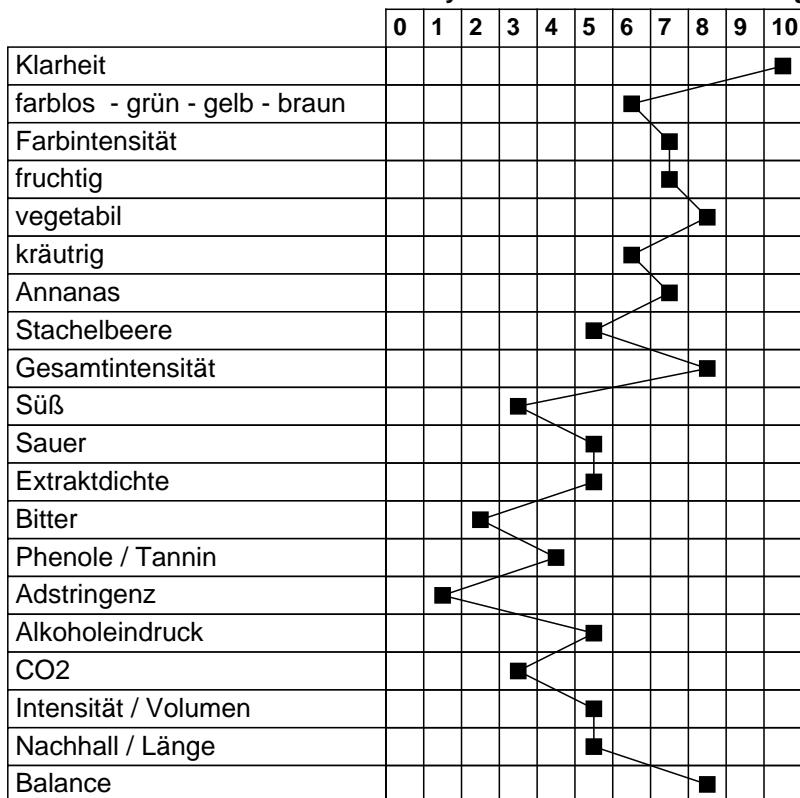 0 1 2 3 4 5 6 7 8 9 10
Klarheit
farblos - grün - gelb - braun
Farbintensität
fruchtig
vegetabil
kräutrig
Annanas
Stachelbeere
Gesamtintensität
Süß
Sauer
Extraktdichte
Bitter
Phenole / Tannin
Adstringenz
Alkoholeindruck
CO2
Intensität / Volumen
Nachhall / Länge
Balance